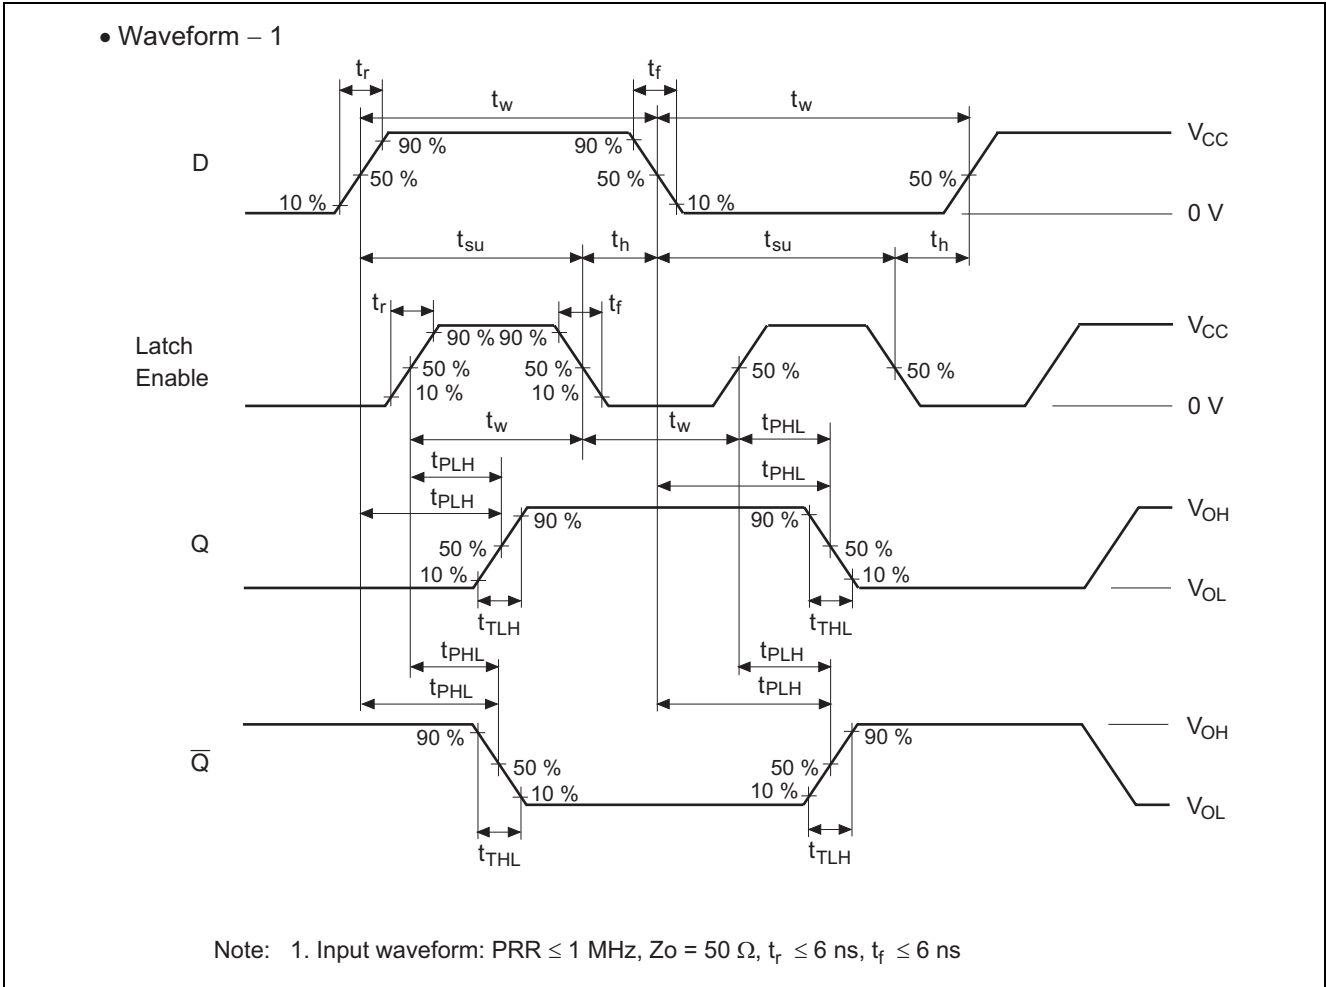 • Waveform – 1
tr tf
tw tw
D 90 % 90 % VCC
50 % 50 % 50 %
10 % 10 % 0 V
tsu th tsu th
tr tf
Latch Enable 90 % 90 % VCC
50 % 50 % 50 % 50 %
10 % 10 % 0 V
tw tw tPHL
tPLH tPHL
tPLH
Q 90 % 90 % VOH
50 % 50 %
10 % 10 % VOL
tTLH tTHL
tPHL tPLH
tPHL tPLH
Q̅ 90 % 90 % VOH
50 % 50 %
10 % 10 % VOL
tTHL tTLH
Note: 1. Input waveform: PRR ≤ 1 MHz, Zo = 50 Ω, tr ≤ 6 ns, tf ≤ 6 ns